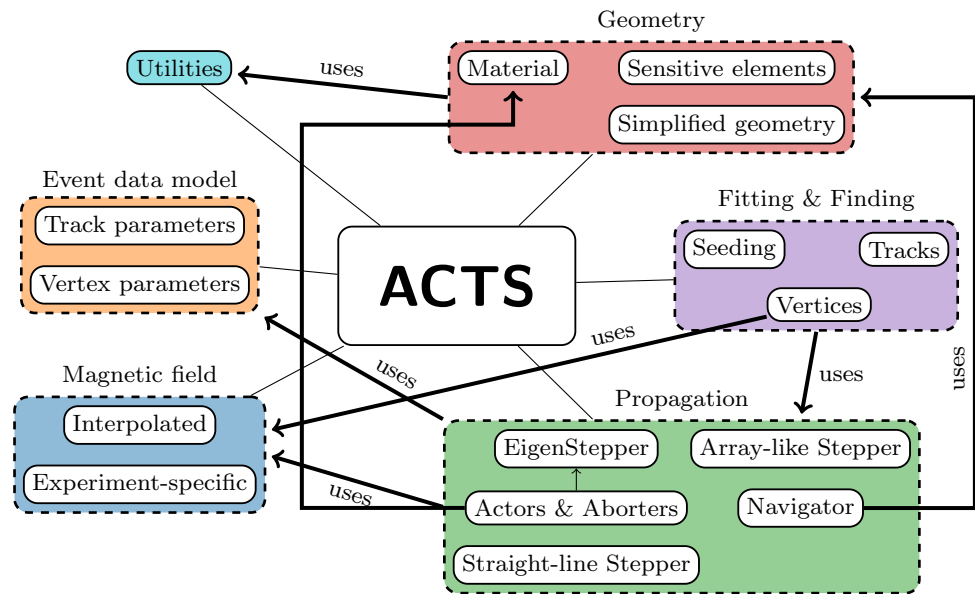 Geometry
Utilities
uses
Material
Sensitive elements
Simplified geometry
Event data model
Track parameters
Vertex parameters
ACTS
Fitting & Finding
Seeding
Tracks
Vertices
uses
uses
uses
uses
Magnetic field
Interpolated
Experiment-specific
uses
Propagation
EigenStepper
Array-like Stepper
Actors & Aborters
Navigator
Straight-line Stepper